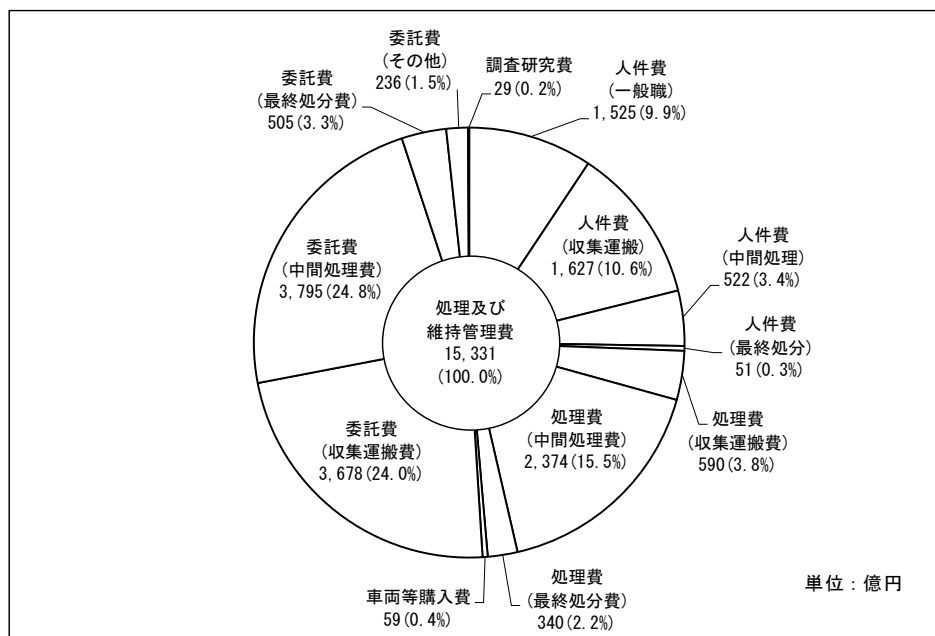 調査研究費
29(0.2%)
人件費
(一般職)
1,525(9.9%)
人件費
(収集運搬)
1,627(10.6%)
人件費
(中間処理)
522(3.4%)
人件費
(最終処分)
51(0.3%)
処理費
(収集運搬費)
590(3.8%)
処理費
(中間処理費)
2,374(15.5%)
処理費
(最終処分費)
340(2.2%)
車両等購入費
59(0.4%)
委託費
(収集運搬費)
3,678(24.0%)
委託費
(中間処理費)
3,795(24.8%)
委託費
(最終処分費)
505(3.3%)
委託費
(その他)
236(1.5%)
処理及び
維持管理費
15,331
(100.0%)
単位：億円